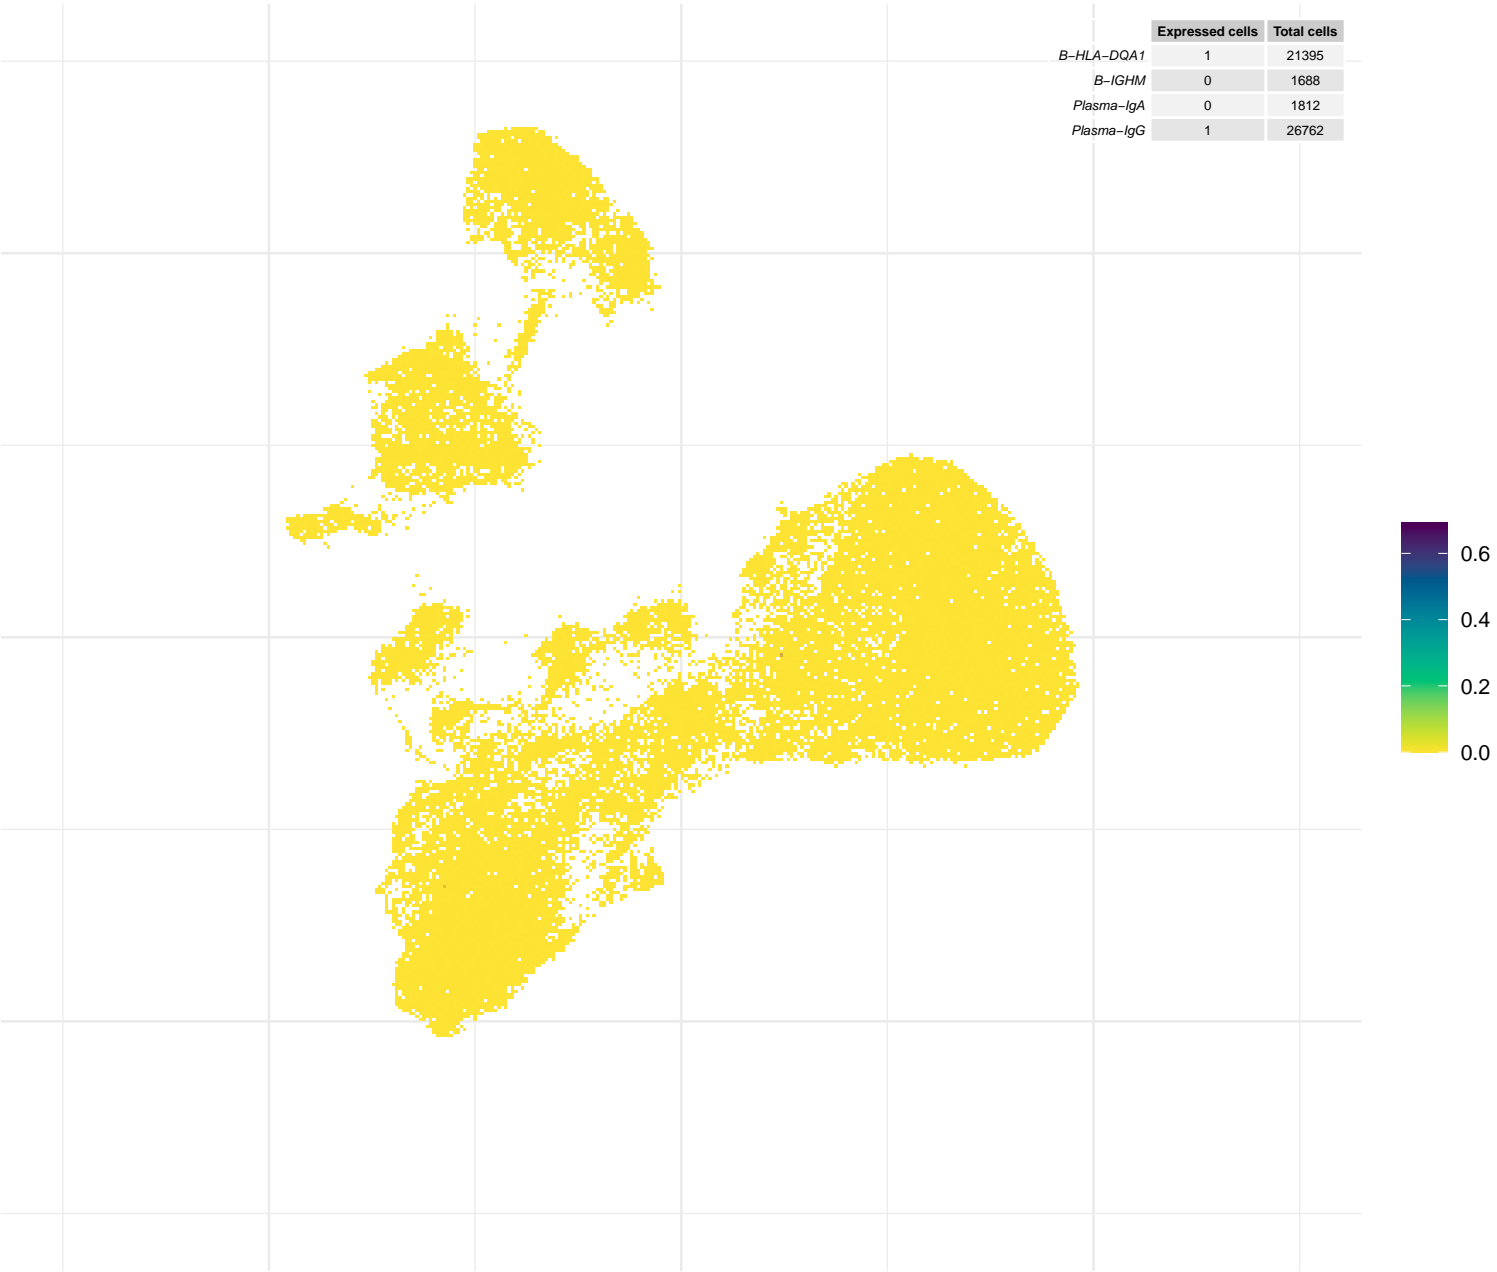 Expressed cells Total cells
B−HLA−DQA1 1 21395
B−IGHM 0 1688
Plasma−IgA 0 1812
Plasma−IgG 1 26762
0.6
0.4
0.2
0.0